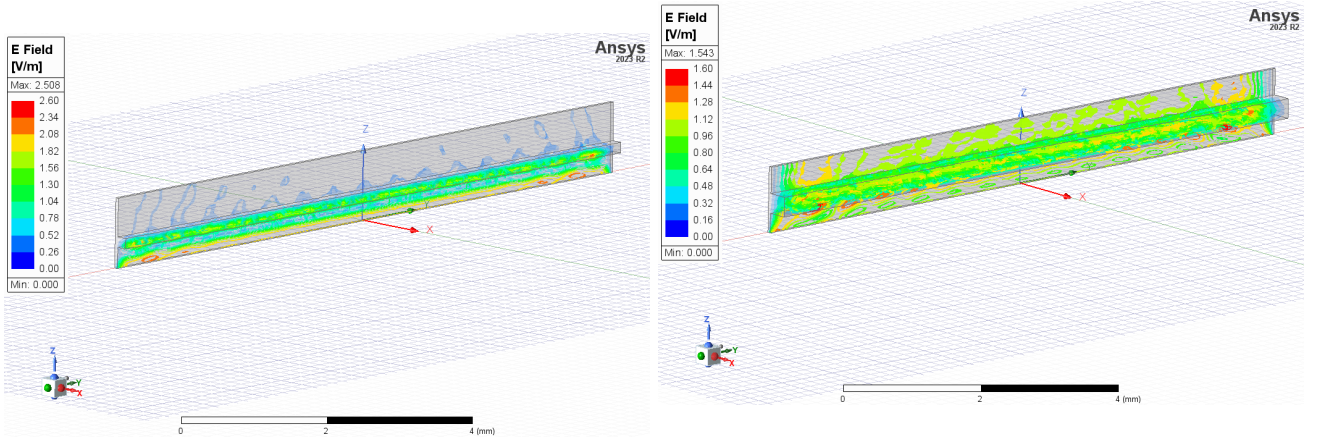 E Field
[V/m]
Max: 2.508
2.60
2.34
2.08
1.82
1.56
1.30
1.04
0.78
0.52
0.26
0.00
Min: 0.000
Ansys
2023 R2
Z
X
Z
Y
X
0
2
4 (mm)
E Field
[V/m]
Max: 1.543
1.60
1.44
1.28
1.12
0.96
0.80
0.64
0.48
0.32
0.16
0.00
Min: 0.000
Ansys
2023 R2
Z
X
Z
Y
X
0
2
4 (mm)